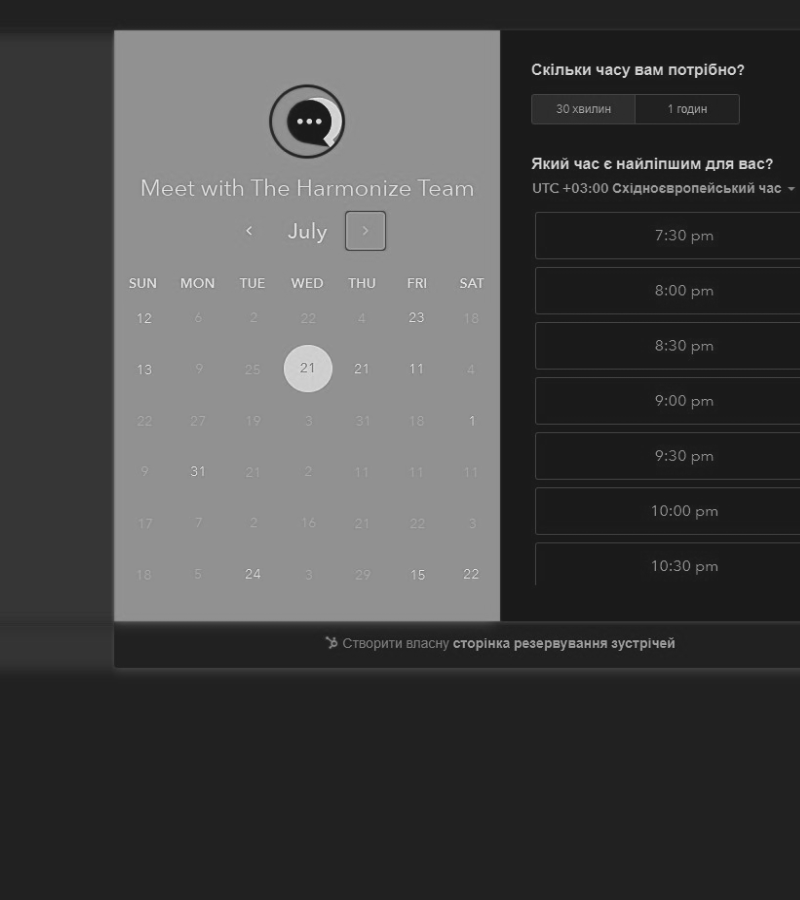 Meet with The Harmonize Team
July
SUN MON TUE WED THU FRI SAT
12 6 2 22 4 23 18
13 9 25 21 21 11 4
22 27 19 3 31 18 1
9 31 21 2 11 11 11
17 7 2 16 21 22 3
18 5 24 3 29 15 22
Скільки часу вам потрібно?
30 хвилин 1 годин
Який час є найліпшим для вас?
UTC +03:00 Східноєвропейський час
7:30 pm
8:00 pm
8:30 pm
9:00 pm
9:30 pm
10:00 pm
10:30 pm
Створити власну сторінка резервування зустрічей